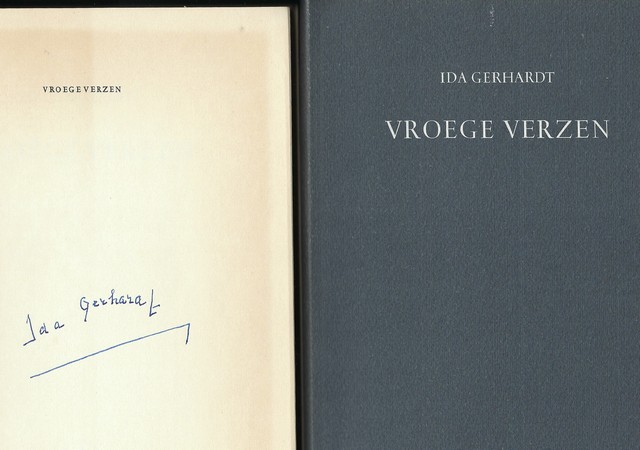 VROEGE VERZEN
Ida Gerhardt
IDA GERHARDT
VROEGE VERZEN